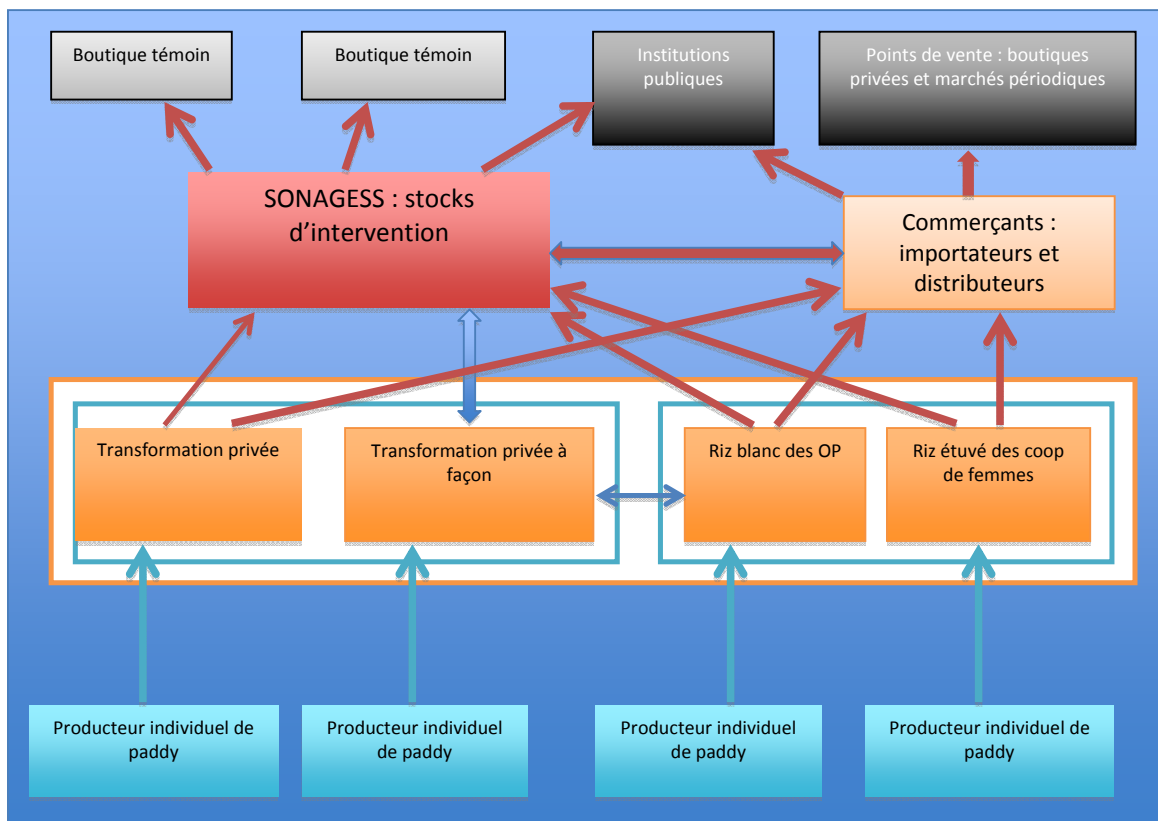 Boutique témoin
Boutique témoin
Institutions
publiques
Points de vente : boutiques
privées et marchés périodiques
SONAGESS : stocks
d’intervention
Commerçants :
importateurs et
distributeurs
Transformation privée
Transformation privée à
façon
Riz blanc des OP
Riz étuvé des coop
de femmes
Producteur individuel de
paddy
Producteur individuel
de paddy
Producteur individuel
de paddy
Producteur individuel de
paddy